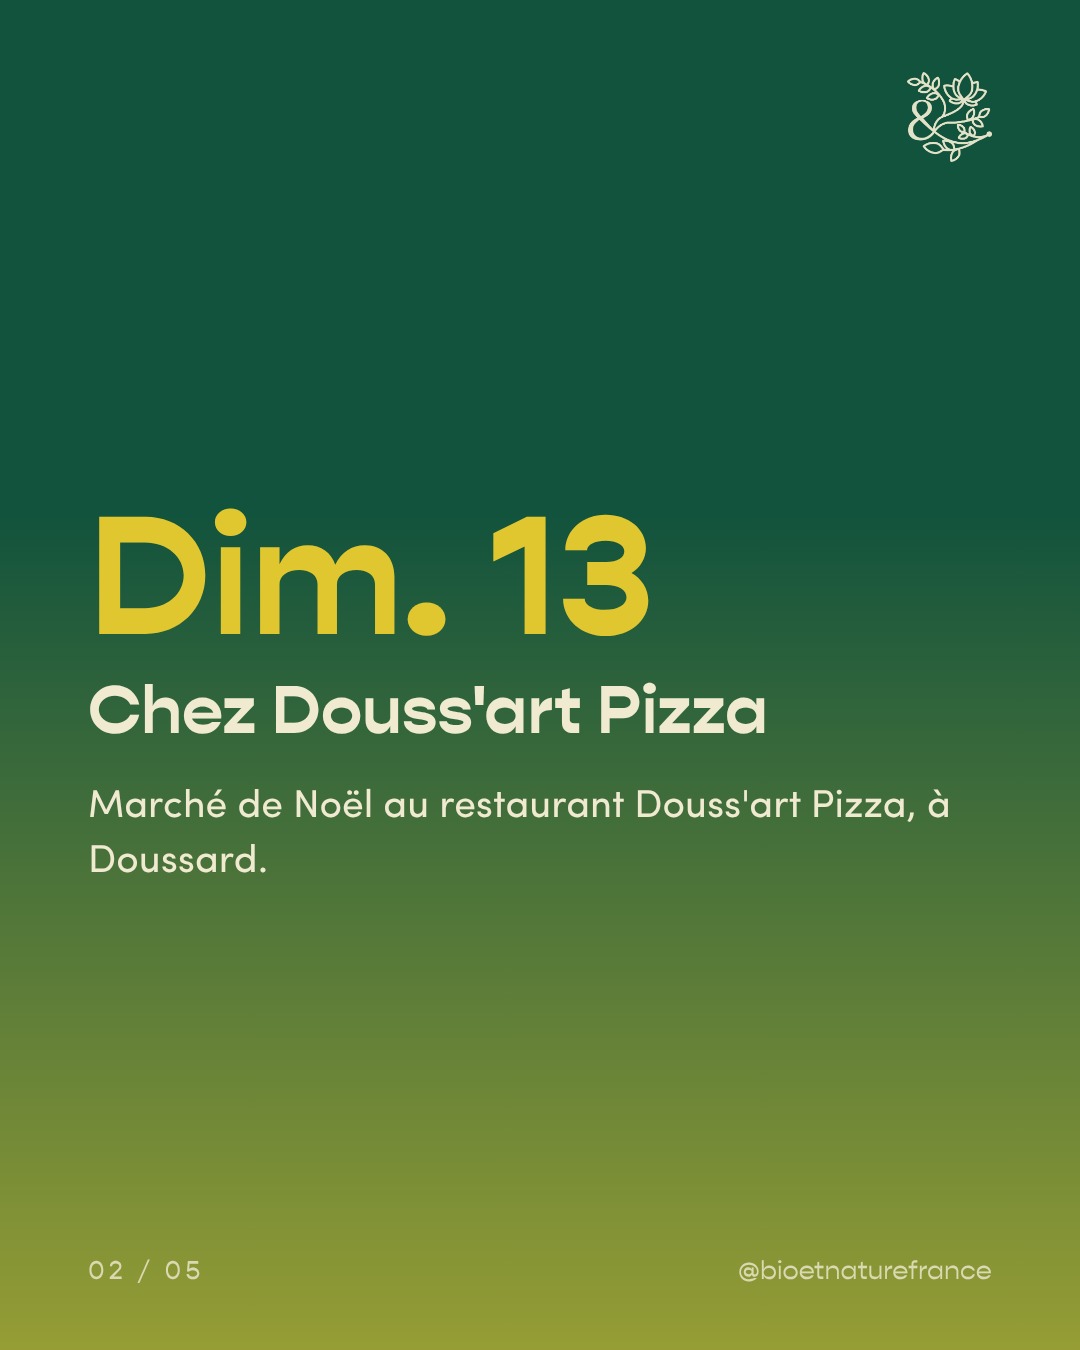 &
Dim. 13
Chez Douss'art Pizza
Marché de Noël au restaurant Douss'art Pizza, à
Doussard.
02 / 05
@bioetnaturefrance